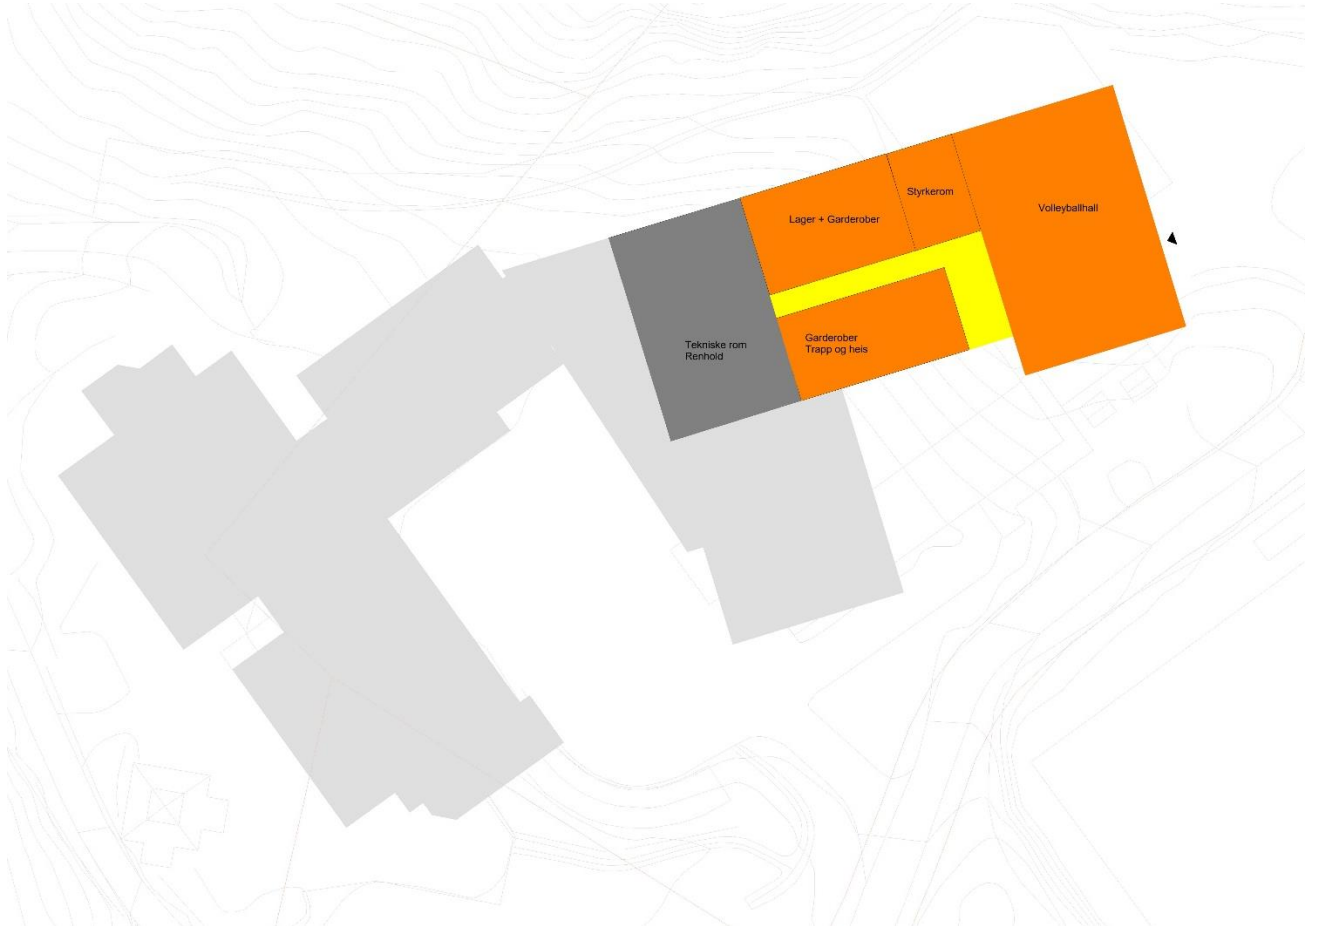 Styrkerom
Volleyballhall
Lager + Garderober
Garderober
Trapp og heis
Tekniske rom
Renhold